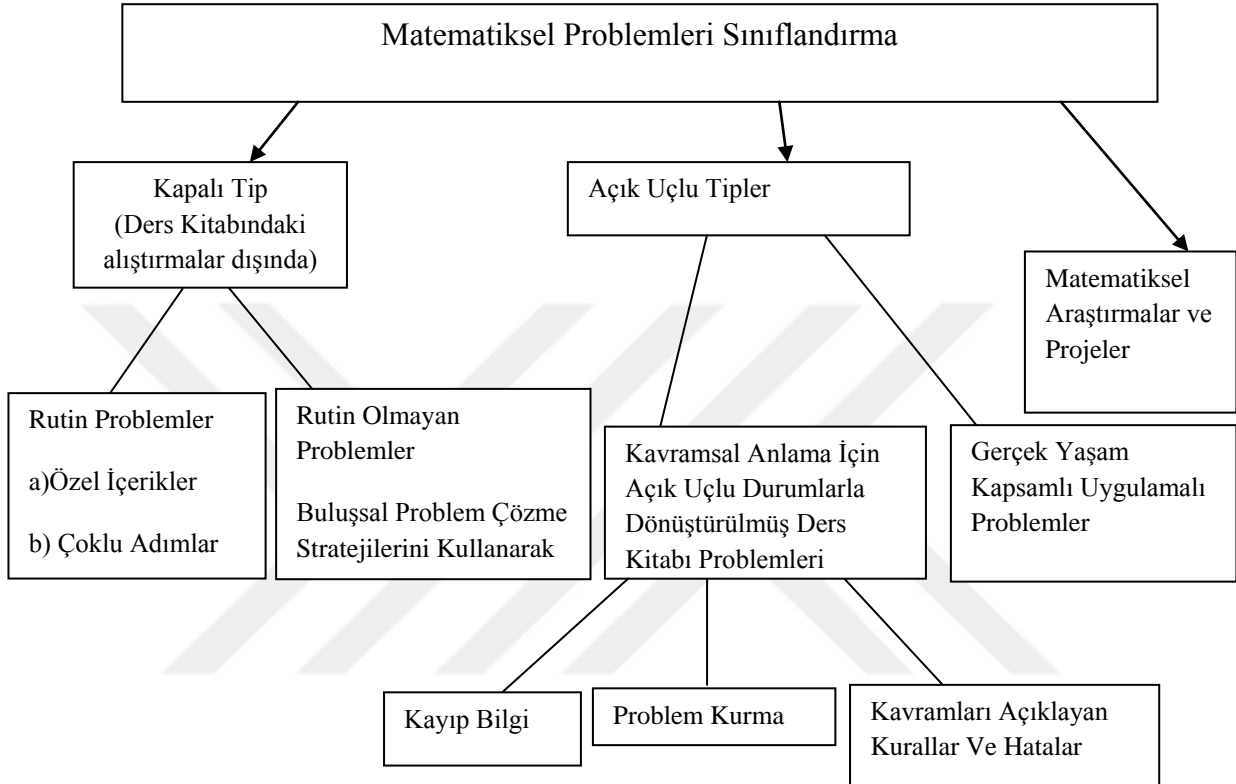 Matematiksel Problemleri Sınıflandırma
Kapalı Tip
(Ders Kitabındaki
alıştırmalar dışında)
Açık Uçlu Tipler
Matematiksel
Araştırmalar ve
Projeler
Rutin Problemler
a)Özel İçerikler
b) Çoklu Adımlar
Rutin Olmayan
Problemler
Buluşsal Problem Çözme
Stratejilerini Kullanarak
Kavramsal Anlama İçin
Açık Uçlu Durumlarla
Dönüştürülmüş Ders
Kitabı Problemleri
Gerçek Yaşam
Kapsamlı Uygulamalı
Problemler
Kayıp Bilgi
Problem Kurma
Kavramları Açıklayan
Kurallar Ve Hatalar